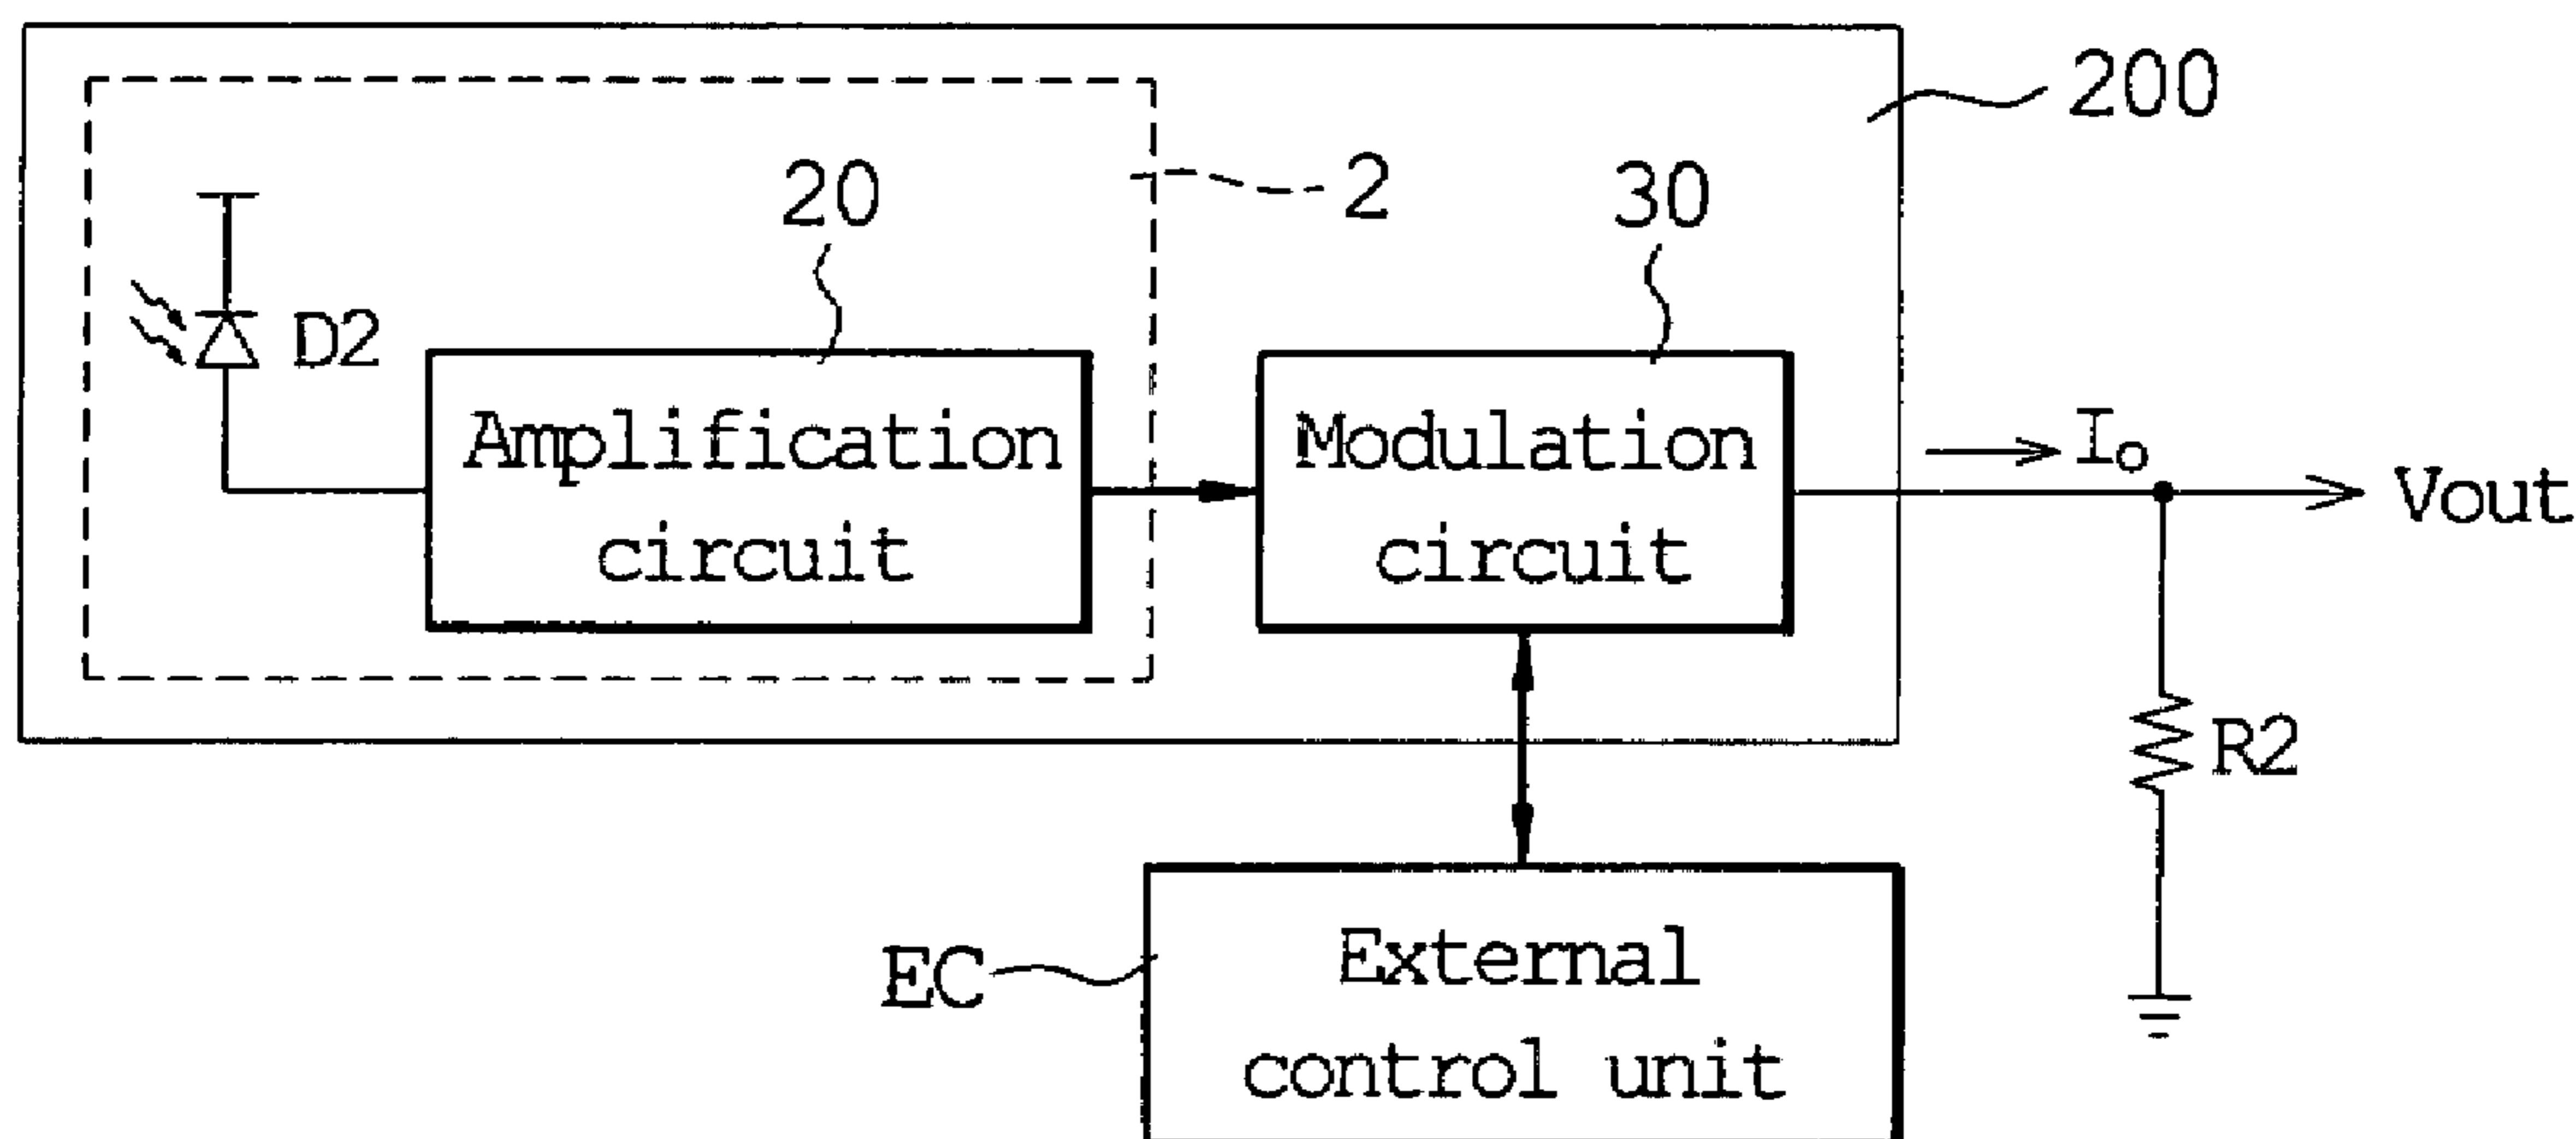 200
20
2
30
D2
Amplification
circuit
Modulation
circuit
Io
Vout
R2
EC
External
control unit